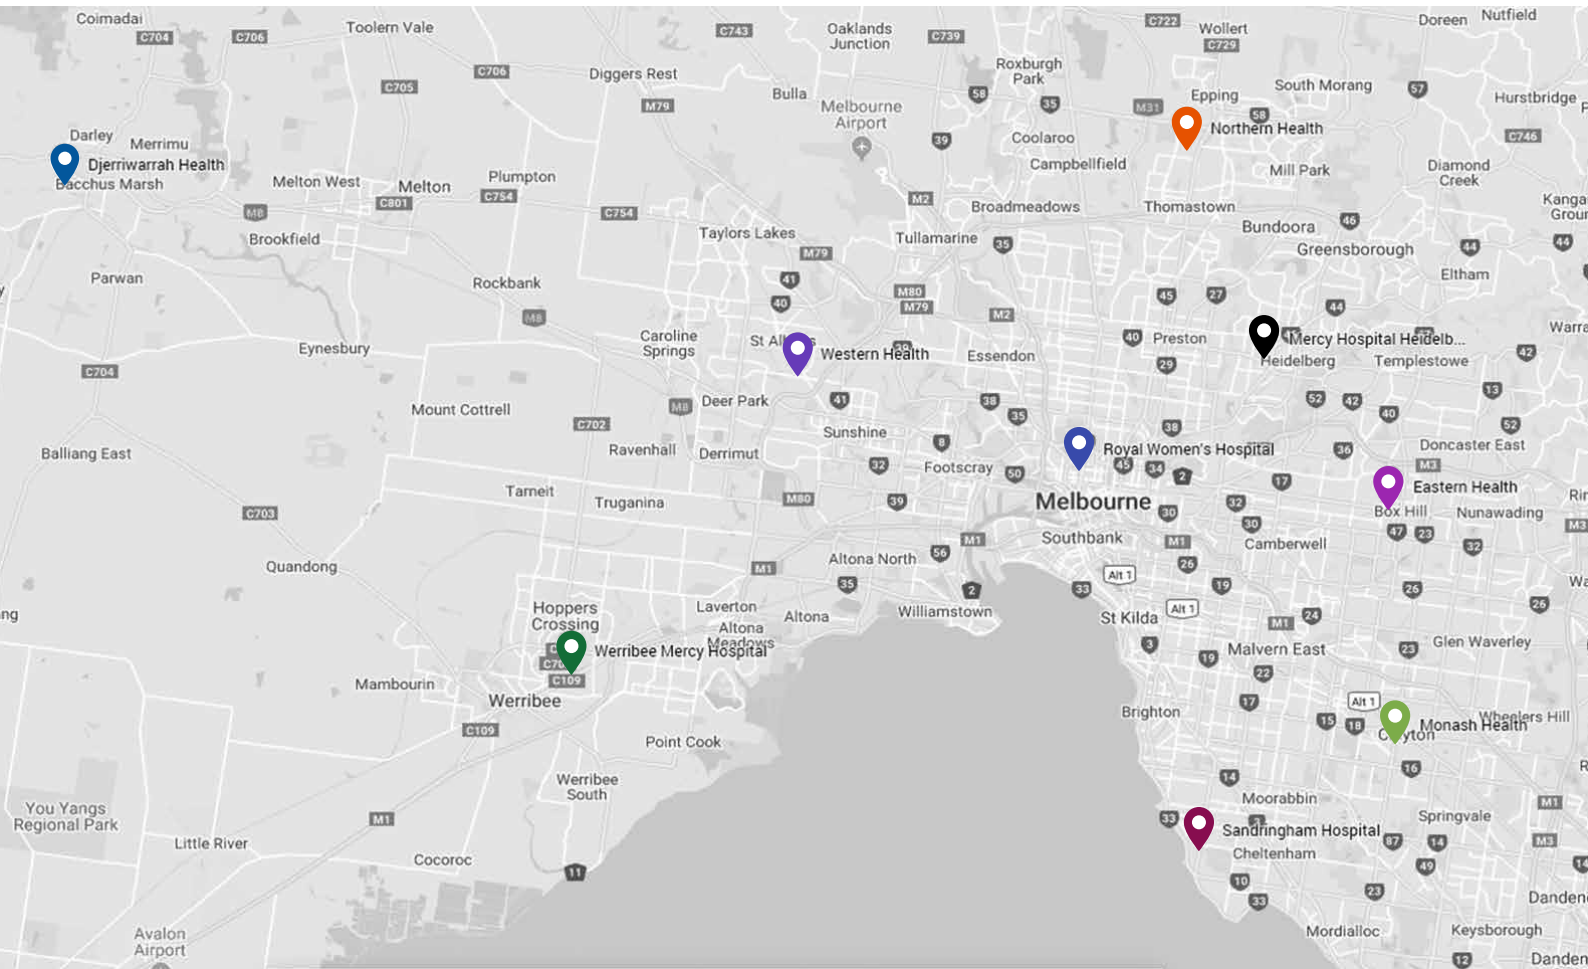 Coimadai
C704
C706
Toolern Vale
C743
Oaklands
Junction
C739
C722
Wollert
C729
Doreen
Nutfield
C705
C706
Diggers Rest
M79
Bulla
Melbourne
Airport
Roxburgh
Park
58
35
M31
Epping
South Morang
57
Hurstbridge
58
Northern Health
C746
Darley
Merrimu
Djerriwarrah Health
Bacchus Marsh
39
Coolaroo
Campbellfield
Mill Park
Diamond
Creek
Melton West
Melton
C801
Plumpton
C754
C754
M8
Brookfield
M2
Broadmeadows
Thomastown
Bundoora
46
Taylors Lakes
M79
Tullamarine
35
Greensborough
44
44
Eltham
Parwan
Rockbank
M8
41
40
M80
M79
M2
45
27
44
Caroline
Springs
Western Health
39
Essendon
40
Preston
29
Mercy Hospital Heidelb...
Heidelberg
Templestowe
42
Eynesbury
C704
Mount Cottrell
C702
M8
Deer Park
41
38
35
38
52
42
40
13
52
Sunshine
8
Balliang East
Ravenhall
Derrimut
32
Footscray
50
Royal Women's Hospital
45
34
2
36
Doncaster East
M3
17
Eastern Health
Box Hill
Nunawading
47
23
32
M3
Tarneit
Truganina
M80
39
Melbourne
30
32
30
C703
Southbank
M1
M1
Camberwell
Quandong
M1
Altona North
56
35
2
Alt 1
33
26
19
26
26
Hoppers
Crossing
Laverton
Altona
Meadows
Altona
Williamstown
St Kilda
Alt 1
M1
24
Werribee Mercy Hospital
C109
Werribee
Mambourin
C109
3
19
Malvern East
22
23
Glen Waverley
17
Brighton
Alt 1
15
18
Monash Health
Wheelers Hill
16
Point Cook
Werribee
South
14
Moorabbin
Springvale
M1
You Yangs
Regional Park
M1
Little River
Cocoroc
11
33
Sandringham Hospital
Cheltenham
87
14
49
M3
14
10
33
23
Mordialloc
Keysborough
12
Avalon
Airport